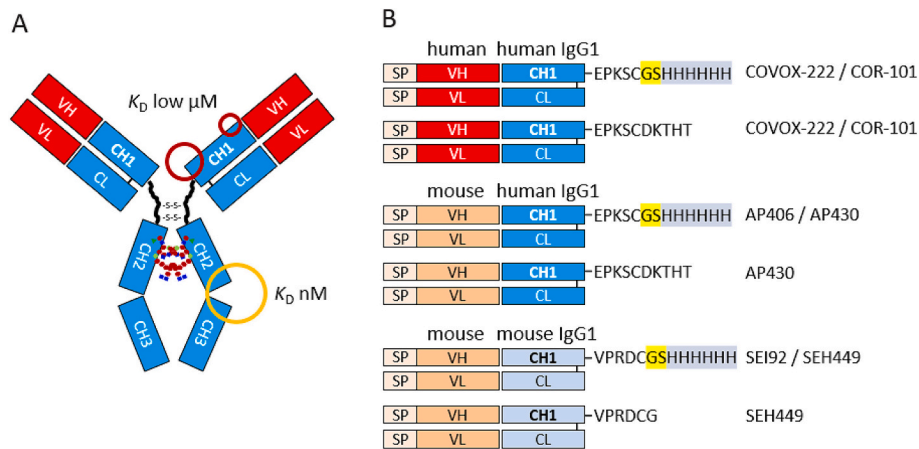 A
VH
VL
CH1
CL
K_D low µM
VH
CH1
VL
CL
-S-S-
-S-S-
CH2
CH2
K_D nM
CH3
CH3
B
human human IgG1
SP VH CH1 EPKSCGSHHHHHH COVOX-222 / COR-101
SP VL CL
SP VH CH1 EPKSCDKTHT COVOX-222 / COR-101
SP VL CL
mouse human IgG1
SP VH CH1 EPKSCGSHHHHHH AP406 / AP430
SP VL CL
SP VH CH1 EPKSCDKTHT AP430
SP VL CL
mouse mouse IgG1
SP VH CH1 VPRDCGSHHHHHH SEI92 / SEH449
SP VL CL
SP VH CH1 VPRDCG SEH449
SP VL CL